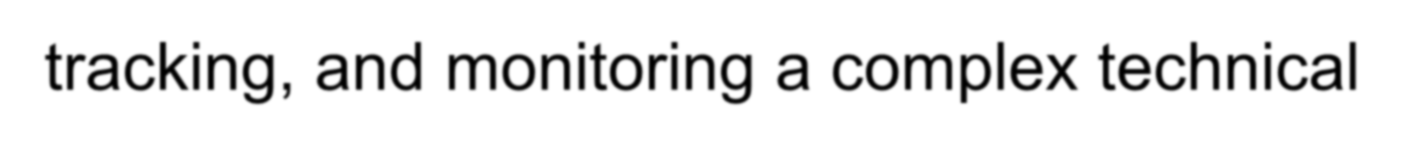 tracking, and monitoring a complex technical